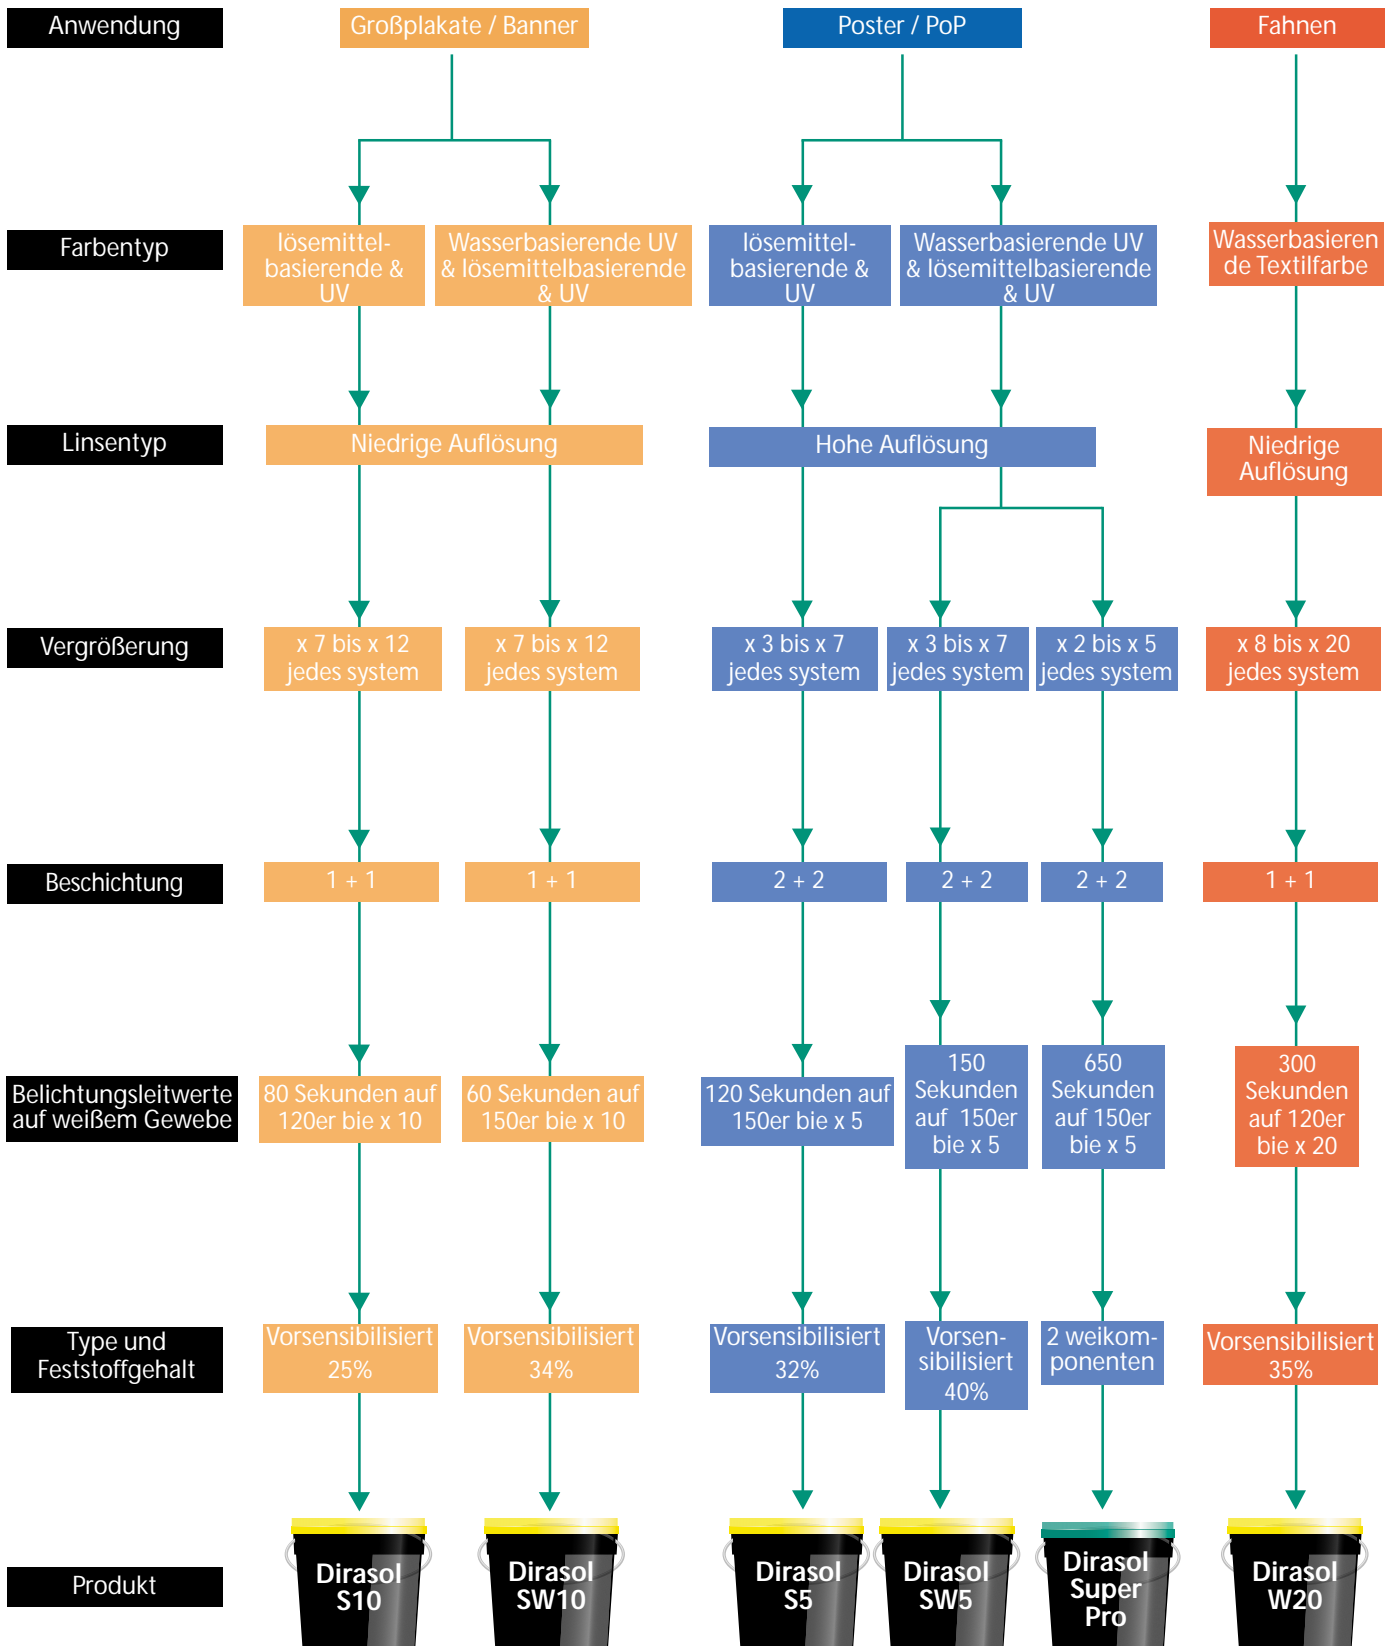 Anwendung
Großplakate / Banner
Poster / PoP
Fahnen
Farbentyp
lösemittel-
basierende &
UV
Wasserbasierende UV
& lösemittelbasierende
& UV
lösemittel-
basierende &
UV
Wasserbasierende UV
& lösemittelbasierende
& UV
Wasserbasieren
de Textilfarbe
Linsentyp
Niedrige Auflösung
Hohe Auflösung
Niedrige
Auflösung
Vergrößerung
x 7 bis x 12
jedes system
x 7 bis x 12
jedes system
x 3 bis x 7
jedes system
x 3 bis x 7
jedes system
x 2 bis x 5
jedes system
x 8 bis x 20
jedes system
Beschichtung
1 + 1
1 + 1
2 + 2
2 + 2
2 + 2
1 + 1
Belichtungsleitwerte
auf weißem Gewebe
80 Sekunden auf
120er bie x 10
60 Sekunden auf
150er bie x 10
120 Sekunden auf
150er bie x 5
150
Sekunden
auf 150er
bie x 5
650
Sekunden
auf 150er
bie x 5
300
Sekunden
auf 120er
bie x 20
Type und
Feststoffgehalt
Vorsensibilisiert
25%
Vorsensibilisiert
34%
Vorsensibilisiert
32%
Vorsen-
sibilisiert
40%
2 weikom-
ponenten
Vorsensibilisiert
35%
Produkt
Dirasol
S10
Dirasol
SW10
Dirasol
S5
Dirasol
SW5
Dirasol
Super
Pro
Dirasol
W20